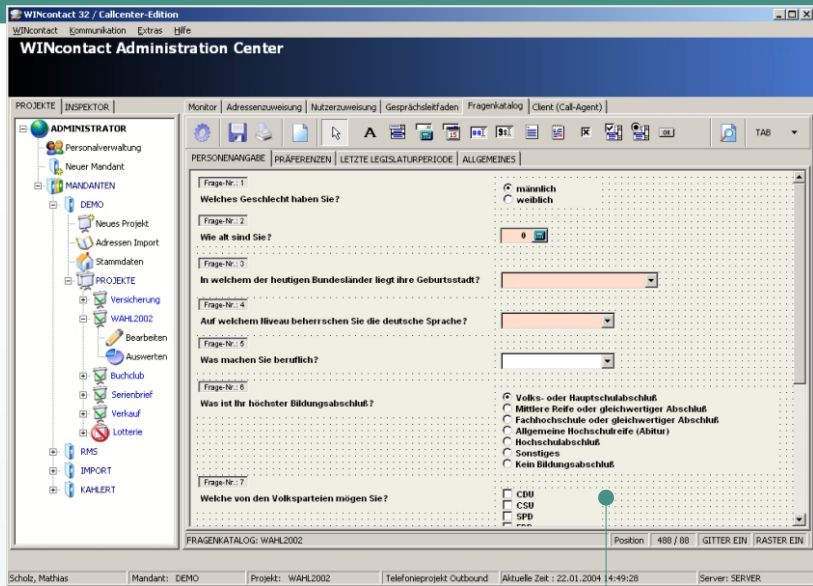 WINcontact 32 / Callcenter-Edition
WINcontact Kommunikation Extras Hilfe
WINcontact Administration Center
PROJEKTE INSPEKTOR
Monitor Adressenzuweisung Nutzerzuweisung Gesprächsleitfaden Fragenkatalog Client (Call-Agent)
TAB
ADMINISTRATOR
Personalverwaltung
Neuer Mandant
MANDANTEN
DEMO
Neues Projekt
Adressen Import
Stammdaten
PROJEKTE
Versicherung
WAHL2002
Bearbeiten
Auswerten
Buchclub
Serienbrief
Verkauf
Lotterie
RMS
IMPORT
KAHLERT
PERSONENANGABE PRÄFERENZEN LETZTE LEGISLATURPERIODE ALLGEMEINES
Frage-Nr.: 1
Welches Geschlecht haben Sie?
männlich
weiblich
Frage-Nr.: 2
Wie alt sind Sie?
0
Frage-Nr.: 3
In welchem der heutigen Bundesländer liegt ihre Geburtsstadt?
Frage-Nr.: 4
Auf welchem Niveau beherrschen Sie die deutsche Sprache?
Frage-Nr.: 5
Was machen Sie beruflich?
Frage-Nr.: 6
Was ist Ihr höchster Bildungsabschluß?
Volks- oder Hauptschulabschluß
Mittlere Reife oder gleichwertiger Abschluß
Fachhochschule oder gleichwertiger Abschluß
Allgemeine Hochschulreife (Abitur)
Hochschulabschluß
Sonstiges
Kein Bildungsabschluß
Frage-Nr.: 7
Welche von den Volksparteien mögen Sie?
CDU
CSU
SPD
FRAGENKATALOG: WAHL2002
Position 488 / 88 GITTER EIN RASTER EIN
Scholz, Mathias Mandant: DEMO Projekt: WAHL2002 Telefonieprojekt Outbound Aktuelle Zeit : 22.01.2004 14:49:28 Server: SERVER